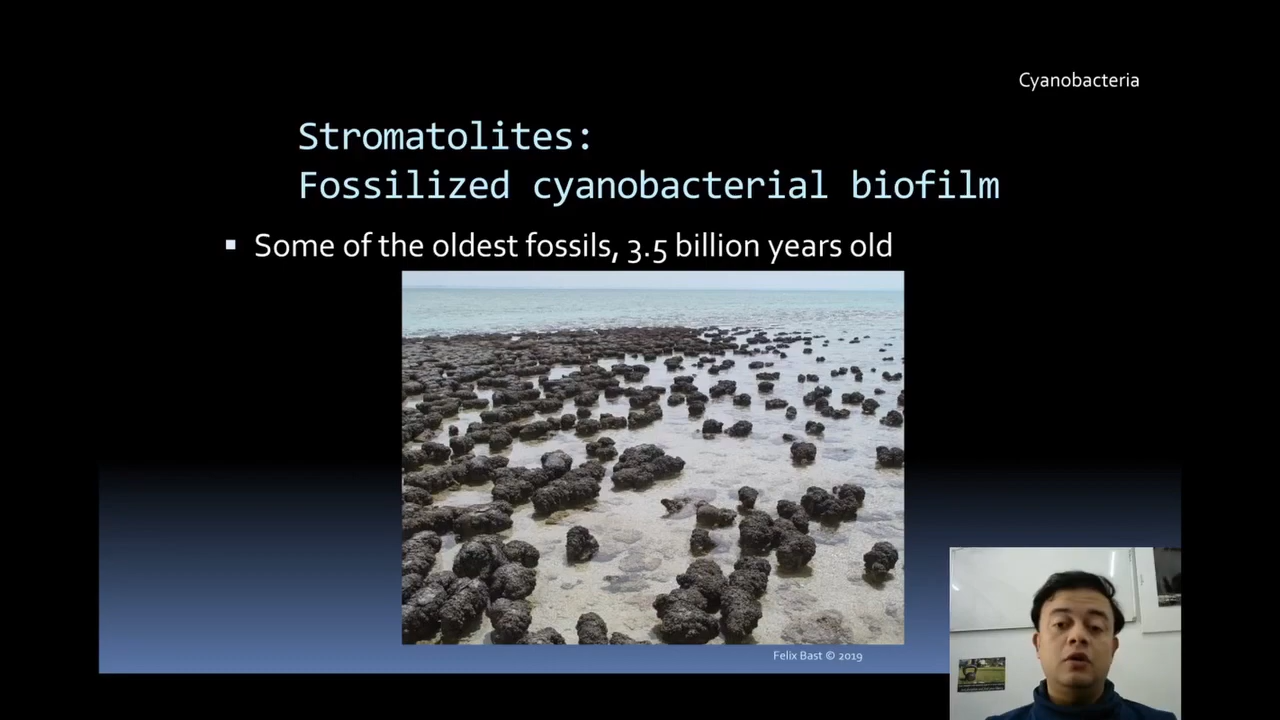 Cyanobacteria
Stromatolites:
Fossilized cyanobacterial biofilm
▪ Some of the oldest fossils, 3.5 billion years old
Felix Bast © 2019